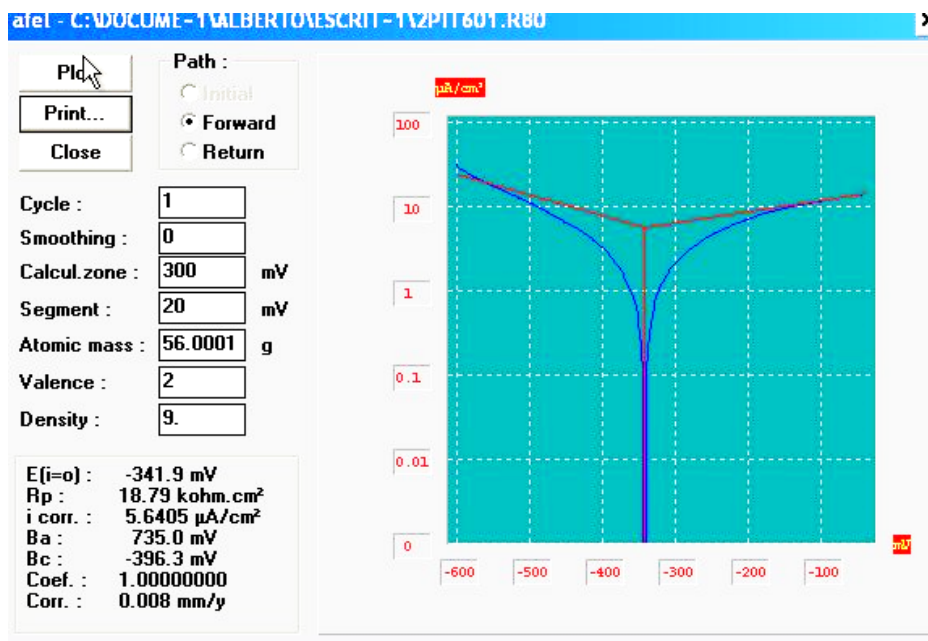 afel - C:\DOCUME~1\ALBERTO\ESCRIT~1\2PIT601.R80
Path :
Initial
Print...
Forward
Close
Return
Cycle : 1
Smoothing : 0
Calcul.zone : 300 mV
Segment : 20 mV
Atomic mass : 56.0001 g
Valence : 2
Density : 9.
E(i=o) : -341.9 mV
Rp : 18.79 kohm.cm²
i corr. : 5.6405 µA/cm²
Ba : 735.0 mV
Bc : -396.3 mV
Coef. : 1.00000000
Corr. : 0.008 mm/y
µA/cm²
100
10
1
0.1
0.01
0
mV
-600 -500 -400 -300 -200 -100